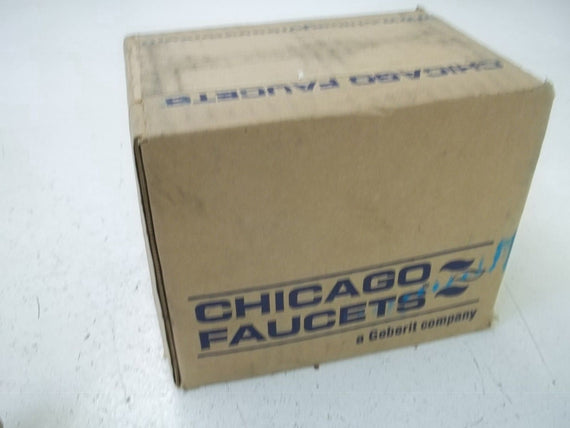 CHICAGO FAUCETS
CHICAGO
FAUCETS
a Geberit company